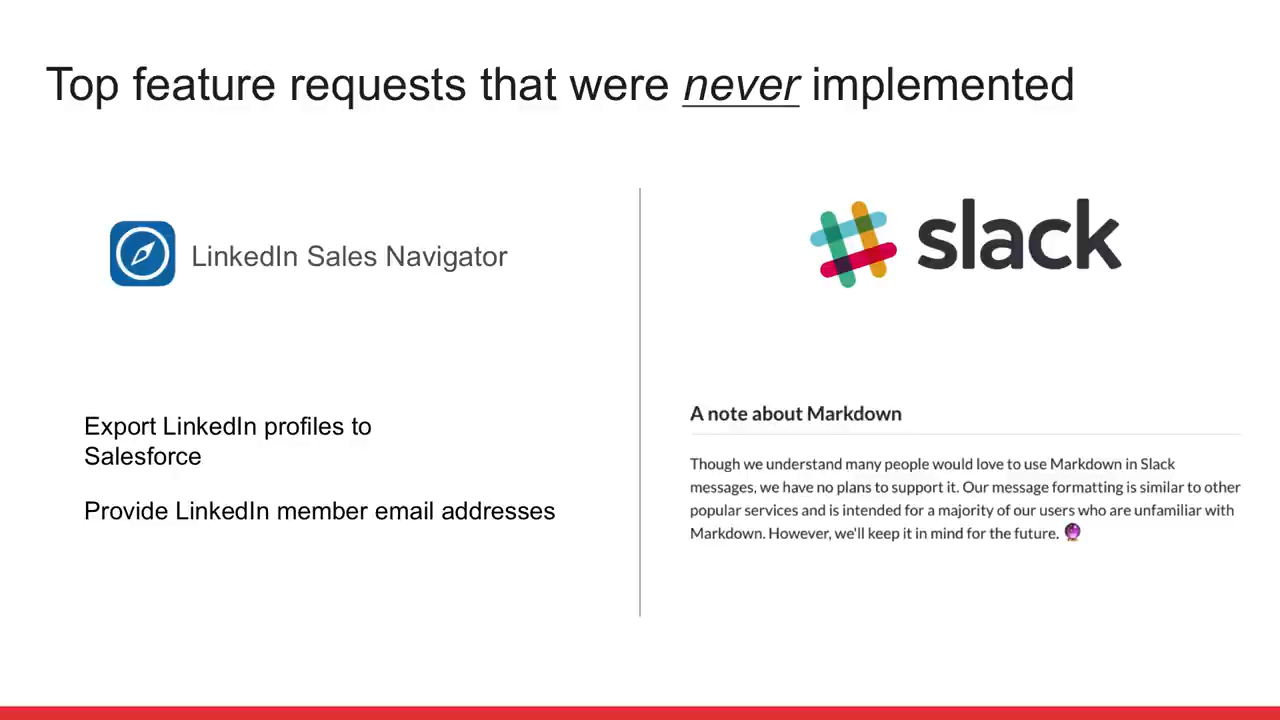 Top feature requests that were never implemented
LinkedIn Sales Navigator
Export LinkedIn profiles to
Salesforce
Provide LinkedIn member email addresses
slack
A note about Markdown
Though we understand many people would love to use Markdown in Slack
messages, we have no plans to support it. Our message formatting is similar to other
popular services and is intended for a majority of our users who are unfamiliar with
Markdown. However, we'll keep it in mind for the future. 🔮